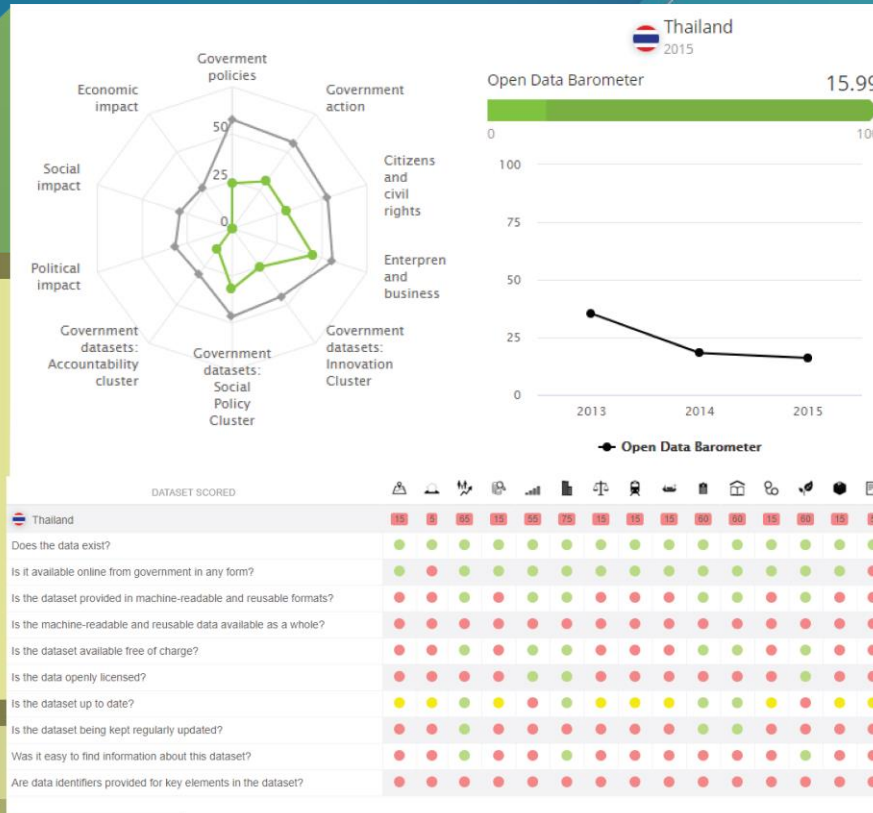 Goverment
policies
Economic
impact
Government
action
50
Social
impact
25
Citizens
and
civil
rights
0
Political
impact
Enterpren
and
business
Government
datasets:
Accountability
cluster
Government
datasets:
Social
Policy
Cluster
Government
datasets:
Innovation
Cluster
Thailand
2015
Open Data Barometer 15.99
0
100
75
50
25
0
2013 2014 2015
Open Data Barometer
DATASET SCORED
Thailand 15 5 65 15 55 75 15 15 15 60 60 15 60 15
Does the data exist?
Is it available online from government in any form?
Is the dataset provided in machine-readable and reusable formats?
Is the machine-readable and reusable data available as a whole?
Is the dataset available free of charge?
Is the data openly licensed?
Is the dataset up to date?
Is the dataset being kept regularly updated?
Was it easy to find information about this dataset?
Are data identifiers provided for key elements in the dataset?